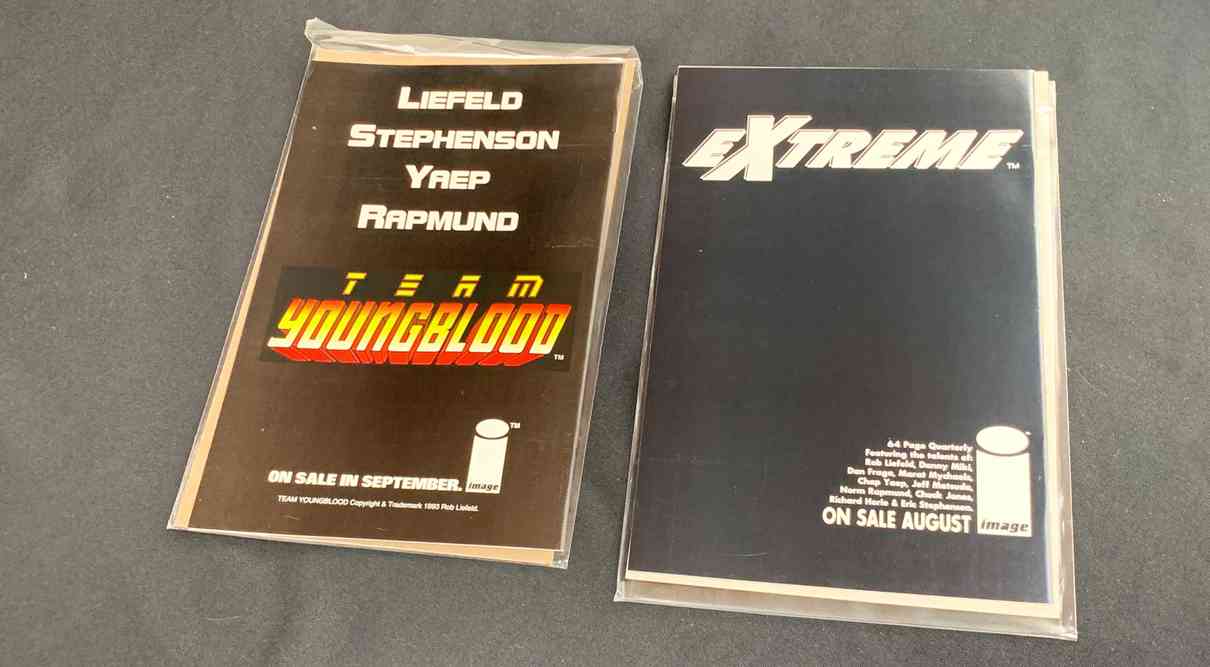 LIEFELD
STEPHENSON
YAEP
RAPMUND
TEAM
YOUNGBLOOD TM
TM
image
ON SALE IN SEPTEMBER.
TEAM YOUNGBLOOD Copyright & Trademark 1993 Rob Liefeld.
EXTREME TM
64 Page Quarterly
Featuring the talents of:
Rob Liefeld, Danny Miki,
Dan Fraga, Marat Mychaels,
Chap Yaep, Jeff Matsuda,
Norm Rapmund, Chuck Jones,
Richard Horie & Eric Stephenson.
ON SALE AUGUST
image